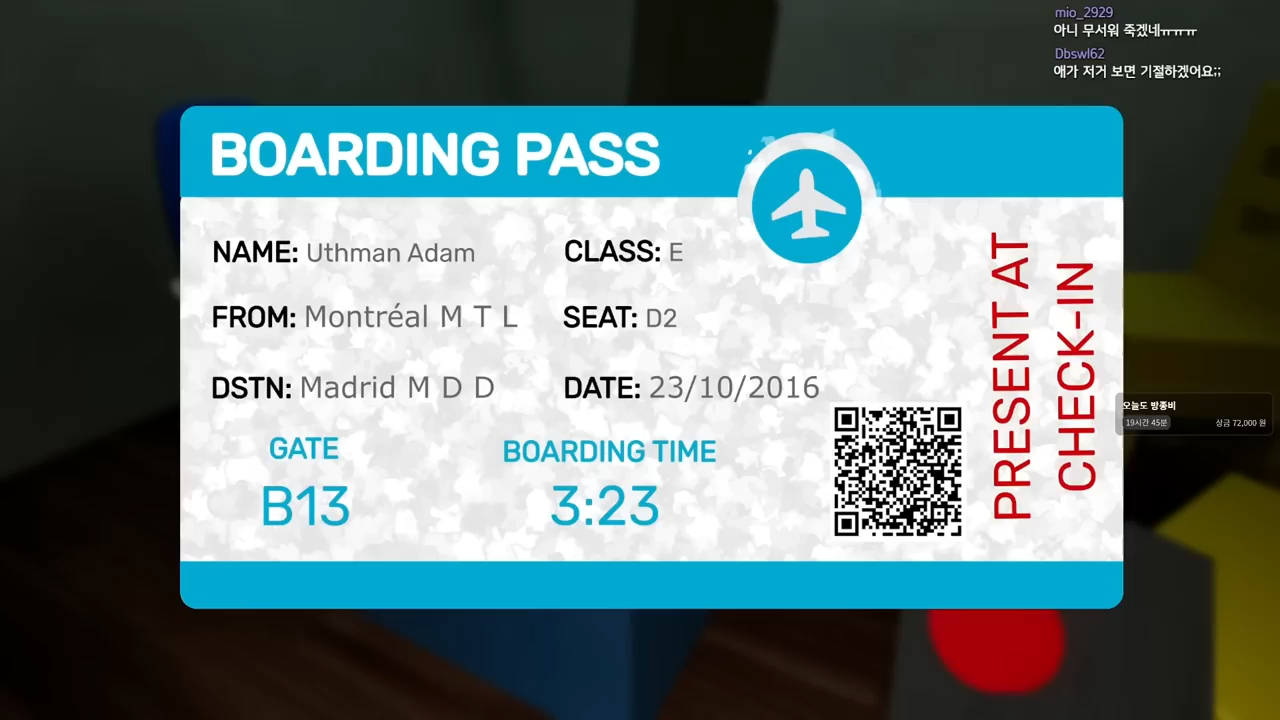 mio_2929
아니 무서워 죽겠네ㅠㅠㅠ
Dbswl62
애가 저거 보면 기절하겠어요;;
BOARDING PASS
NAME: Uthman Adam
CLASS: E
FROM: Montréal M T L
SEAT: D2
DSTN: Madrid M D D
DATE: 23/10/2016
GATE
BOARDING TIME
B13
3:23
PRESENT AT
CHECK-IN
오늘도 방종비
19시간 45분
상금 72,000 원